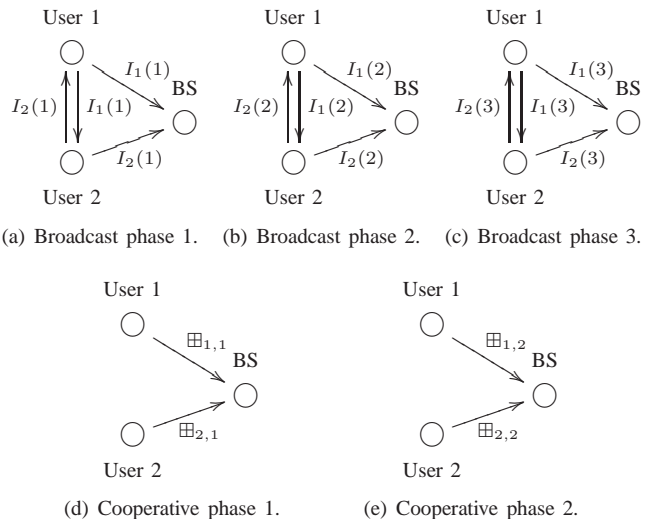 User 1 User 1 User 1
I₁(1) BS I₁(2) BS I₁(3) BS
I₂(1) I₁(1) I₂(2) I₁(2) I₂(3) I₁(3)
I₂(1) I₂(2) I₂(3)
User 2 User 2 User 2
(a) Broadcast phase 1. (b) Broadcast phase 2. (c) Broadcast phase 3.
User 1 User 1
⊞₁,₁ BS ⊞₁,₂ BS
⊞₂,₁ ⊞₂,₂
User 2 User 2
(d) Cooperative phase 1. (e) Cooperative phase 2.